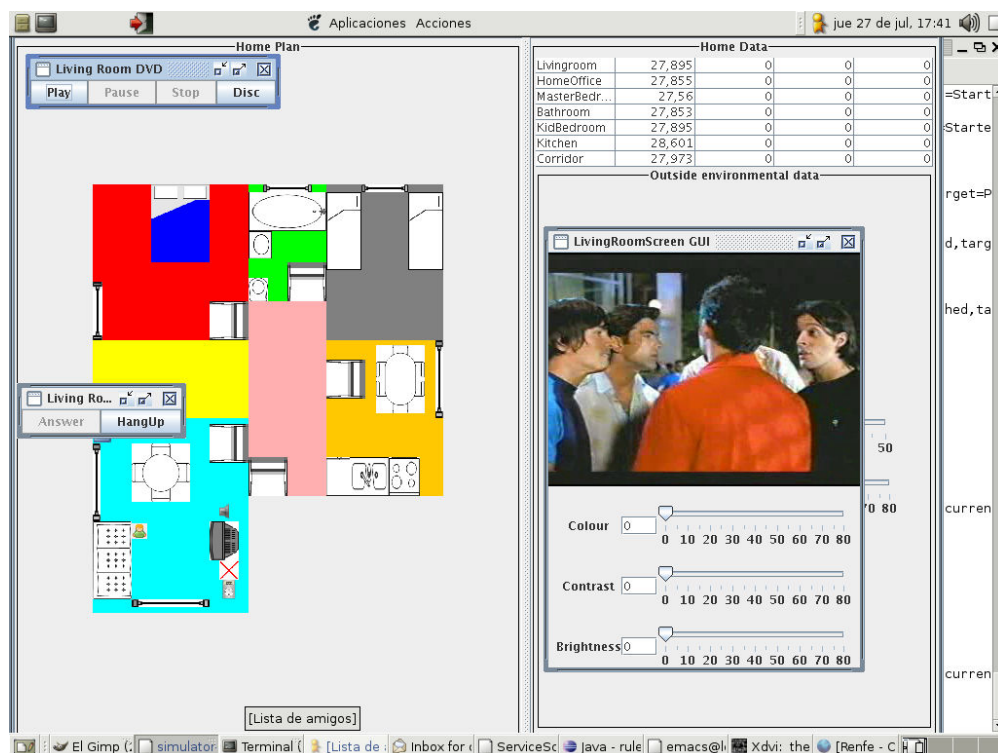 Aplicaciones Acciones
jue 27 de jul, 17:41
Home Plan
Living Room DVD
Play Pause Stop Disc
Living Ro...
Answer HangUp
[Lista de amigos]
Home Data
Livingroom 27,895 0 0 0
HomeOffice 27,855 0 0 0
MasterBedr... 27,56 0 0 0
Bathroom 27,853 0 0 0
KidBedroom 27,895 0 0 0
Kitchen 28,601 0 0 0
Corridor 27,973 0 0 0
Outside environmental data
LivingRoomScreen GUI
50
70 80
Colour 0
0 10 20 30 40 50 60 70 80
Contrast 0
0 10 20 30 40 50 60 70 80
Brightness 0
0 10 20 30 40 50 60 70 80
=Start
Starte
rget=P
d,targ
hed,ta
curren
curren
El Gimp (2 simulator Terminal ( [Lista de Inbox for ServiceSc Java - rule emacs@l Xdvi: the [Renfe - C